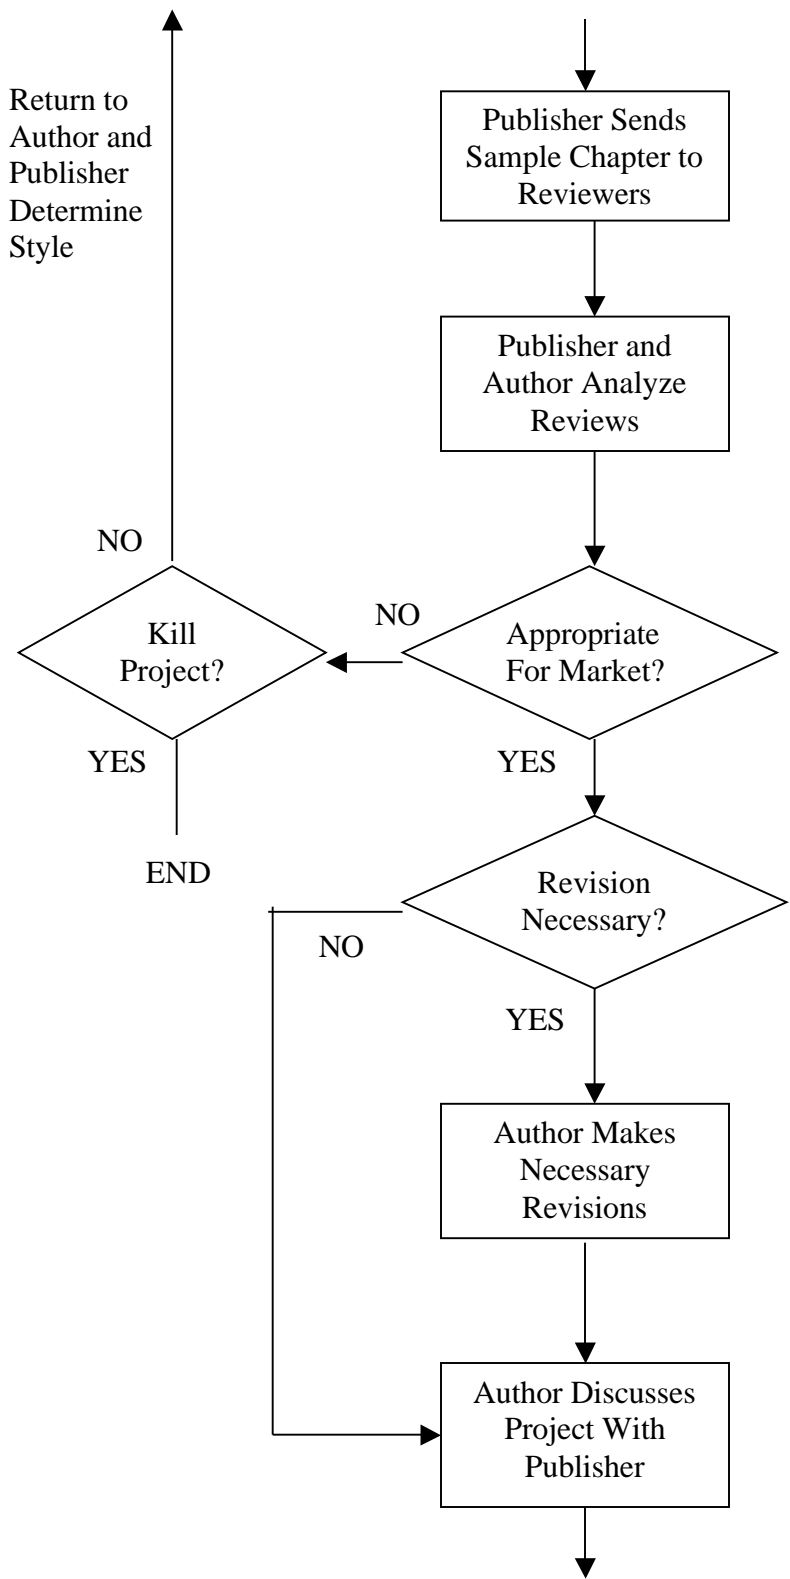 Return to
Author and
Publisher
Determine
Style
Publisher Sends
Sample Chapter to
Reviewers
Publisher and
Author Analyze
Reviews
NO
Kill
Project?
YES
END
NO
Appropriate
For Market?
YES
Revision
Necessary?
NO
YES
Author Makes
Necessary
Revisions
Author Discusses
Project With
Publisher